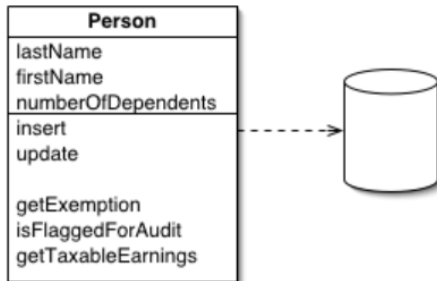 Person
lastName
firstName
numberOfDependents
insert
update
getExemption
isFlaggedForAudit
getTaxableEarnings